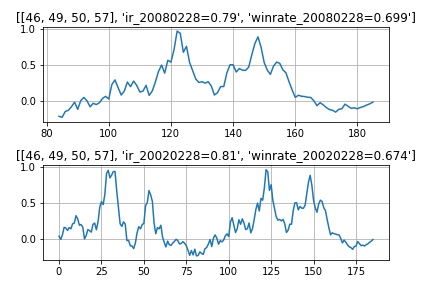 [[46, 49, 50, 57], 'ir_20080228=0.79', 'winrate_20080228=0.699']
1.0
0.5
0.0
80 100 120 140 160 180
[[46, 49, 50, 57], 'ir_20020228=0.81', 'winrate_20020228=0.674']
1.0
0.5
0.0
0 25 50 75 100 125 150 175